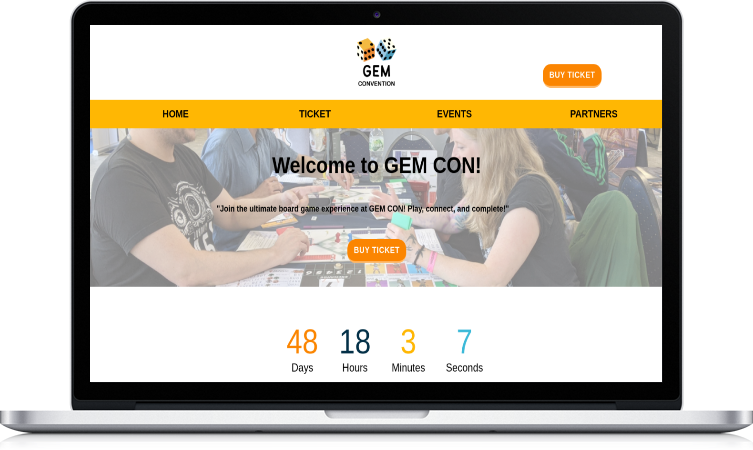 GEM
CONVENTION
BUY TICKET
HOME TICKET EVENTS PARTNERS
Welcome to GEM CON!
"Join the ultimate board game experience at GEM CON! Play, connect, and complete!"
BUY TICKET
48 18 3 7
Days Hours Minutes Seconds